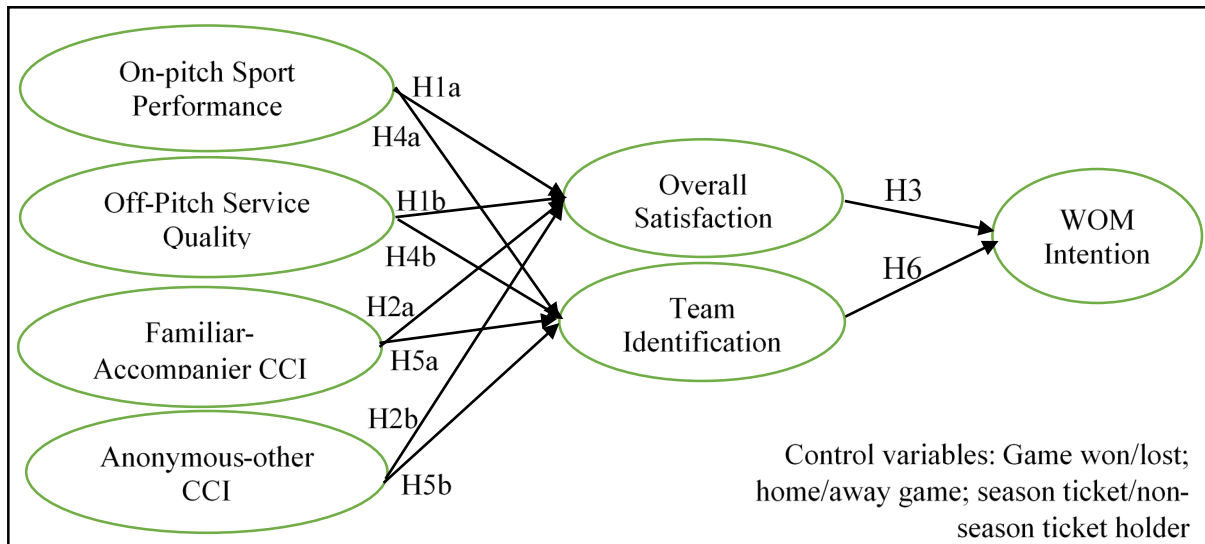 On-pitch Sport
Performance
H1a
H4a
Off-Pitch Service
Quality
H1b
H4b
Familiar-
Accompanier CCI
H2a
H5a
Anonymous-other
CCI
H2b
H5b
Overall
Satisfaction
Team
Identification
H3
H6
WOM
Intention
Control variables: Game won/lost;
home/away game; season ticket/non-
season ticket holder